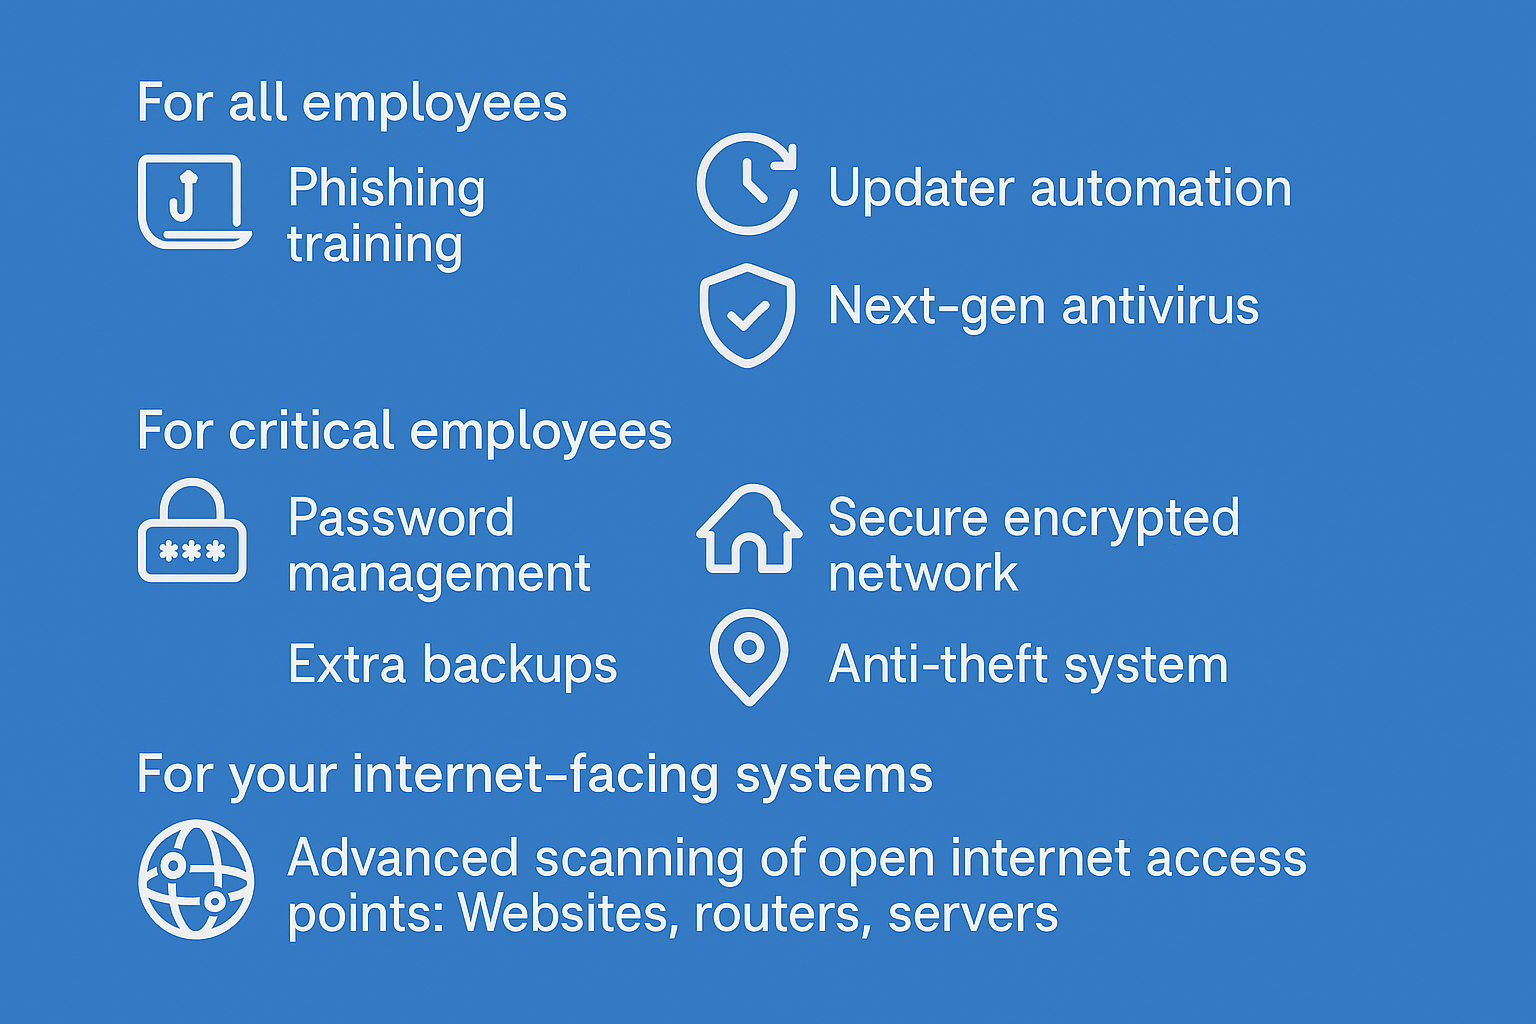 For all employees
Phishing
training
Updater automation
Next-gen antivirus
For critical employees
Password
management
Secure encrypted
network
Extra backups
Anti-theft system
For your internet-facing systems
Advanced scanning of open internet access
points: Websites, routers, servers